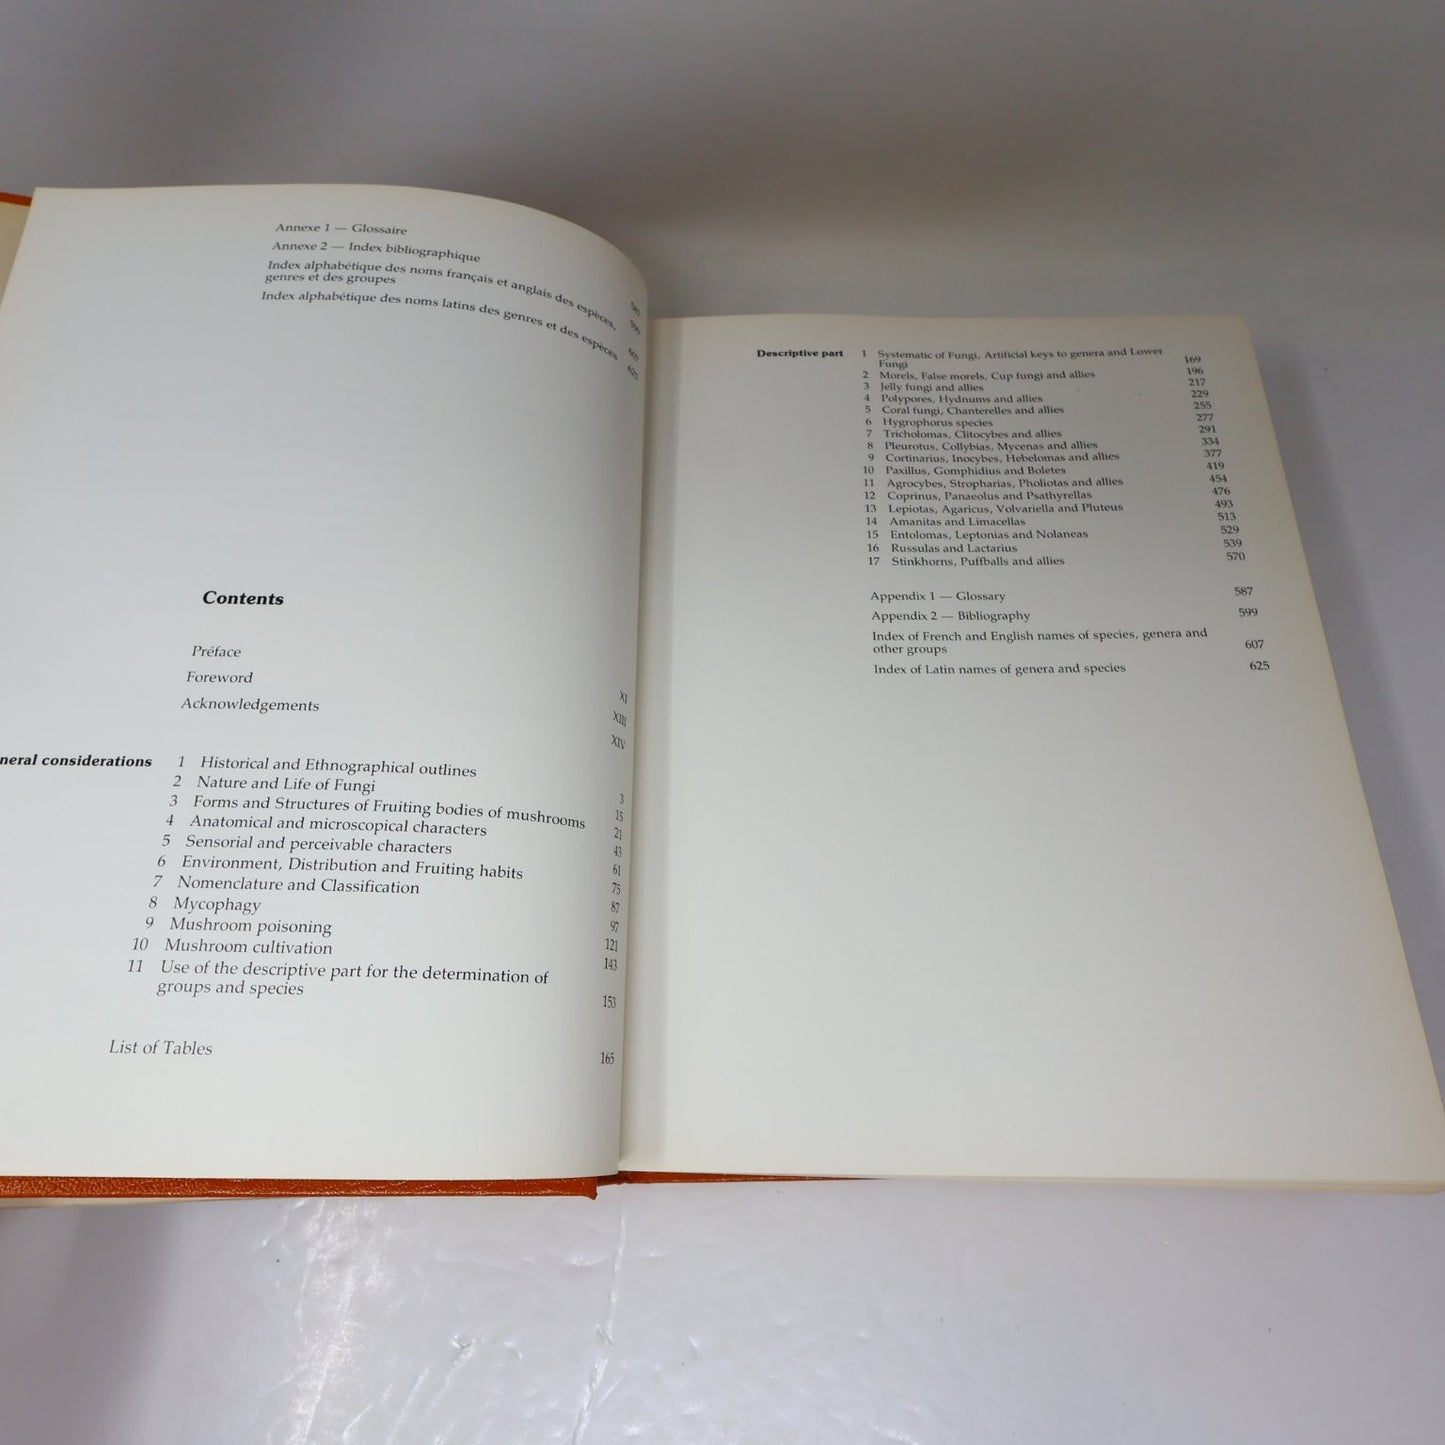 Annexe 1 — Glossaire 587
Annexe 2 — Index bibliographique 599
Index alphabétique des noms français et anglais des espèces,
genres et des groupes 607
Index alphabétique des noms latins des genres et des espèces 625
Contents
Préface XI
Foreword XIII
Acknowledgements XIV
neral considerations 1 Historical and Ethnographical outlines 3
2 Nature and Life of Fungi 15
3 Forms and Structures of Fruiting bodies of mushrooms 21
4 Anatomical and microscopical characters 43
5 Sensorial and perceivable characters 61
6 Environment, Distribution and Fruiting habits 75
7 Nomenclature and Classification 87
8 Mycophagy 97
9 Mushroom poisoning 121
10 Mushroom cultivation 143
11 Use of the descriptive part for the determination of
groups and species 153
List of Tables 165
Descriptive part 1 Systematic of Fungi, Artificial keys to genera and Lower
Fungi 169
2 Morels, False morels, Cup fungi and allies 196
3 Jelly fungi and allies 217
4 Polypores, Hydnums and allies 229
5 Coral fungi, Chanterelles and allies 255
6 Hygrophorus species 277
7 Tricholomas, Clitocybes and allies 291
8 Pleurotus, Collybias, Mycenas and allies 334
9 Cortinarius, Inocybes, Hebelomas and allies 377
10 Paxillus, Gomphidius and Boletes 419
11 Agrocybes, Stropharias, Pholiotas and allies 454
12 Coprinus, Panaeolus and Psathyrellas 476
13 Lepiotas, Agaricus, Volvariella and Pluteus 493
14 Amanitas and Limacellas 513
15 Entolomas, Leptonias and Nolaneas 529
16 Russulas and Lactarius 539
17 Stinkhorns, Puffballs and allies 570
Appendix 1 — Glossary 587
Appendix 2 — Bibliography 599
Index of French and English names of species, genera and
other groups 607
Index of Latin names of genera and species 625